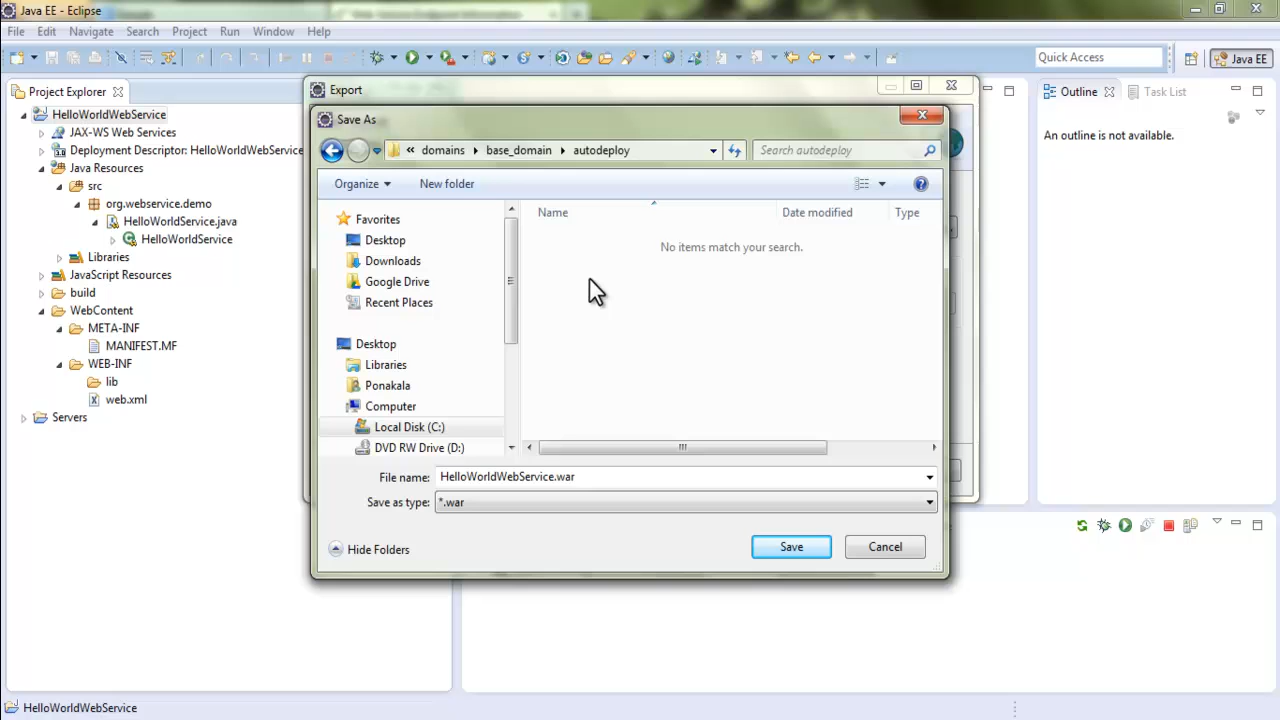 Java EE - Eclipse
File Edit Navigate Search Project Run Window Help
Quick Access
Java EE
Project Explorer
HelloWorldWebService
JAX-WS Web Services
Deployment Descriptor: HelloWorldWebService
Java Resources
src
org.webservice.demo
HelloWorldService.java
HelloWorldService
Libraries
JavaScript Resources
build
WebContent
META-INF
MANIFEST.MF
WEB-INF
lib
web.xml
Servers
Export
Save As
« domains base_domain autodeploy
Search autodeploy
Organize New folder
Favorites
Desktop
Downloads
Google Drive
Recent Places
Desktop
Libraries
Ponakala
Computer
Local Disk (C:)
DVD RW Drive (D:)
Name Date modified Type
No items match your search.
File name: HelloWorldWebService.war
Save as type: *.war
Hide Folders
Save Cancel
Outline Task List
An outline is not available.
HelloWorldWebService